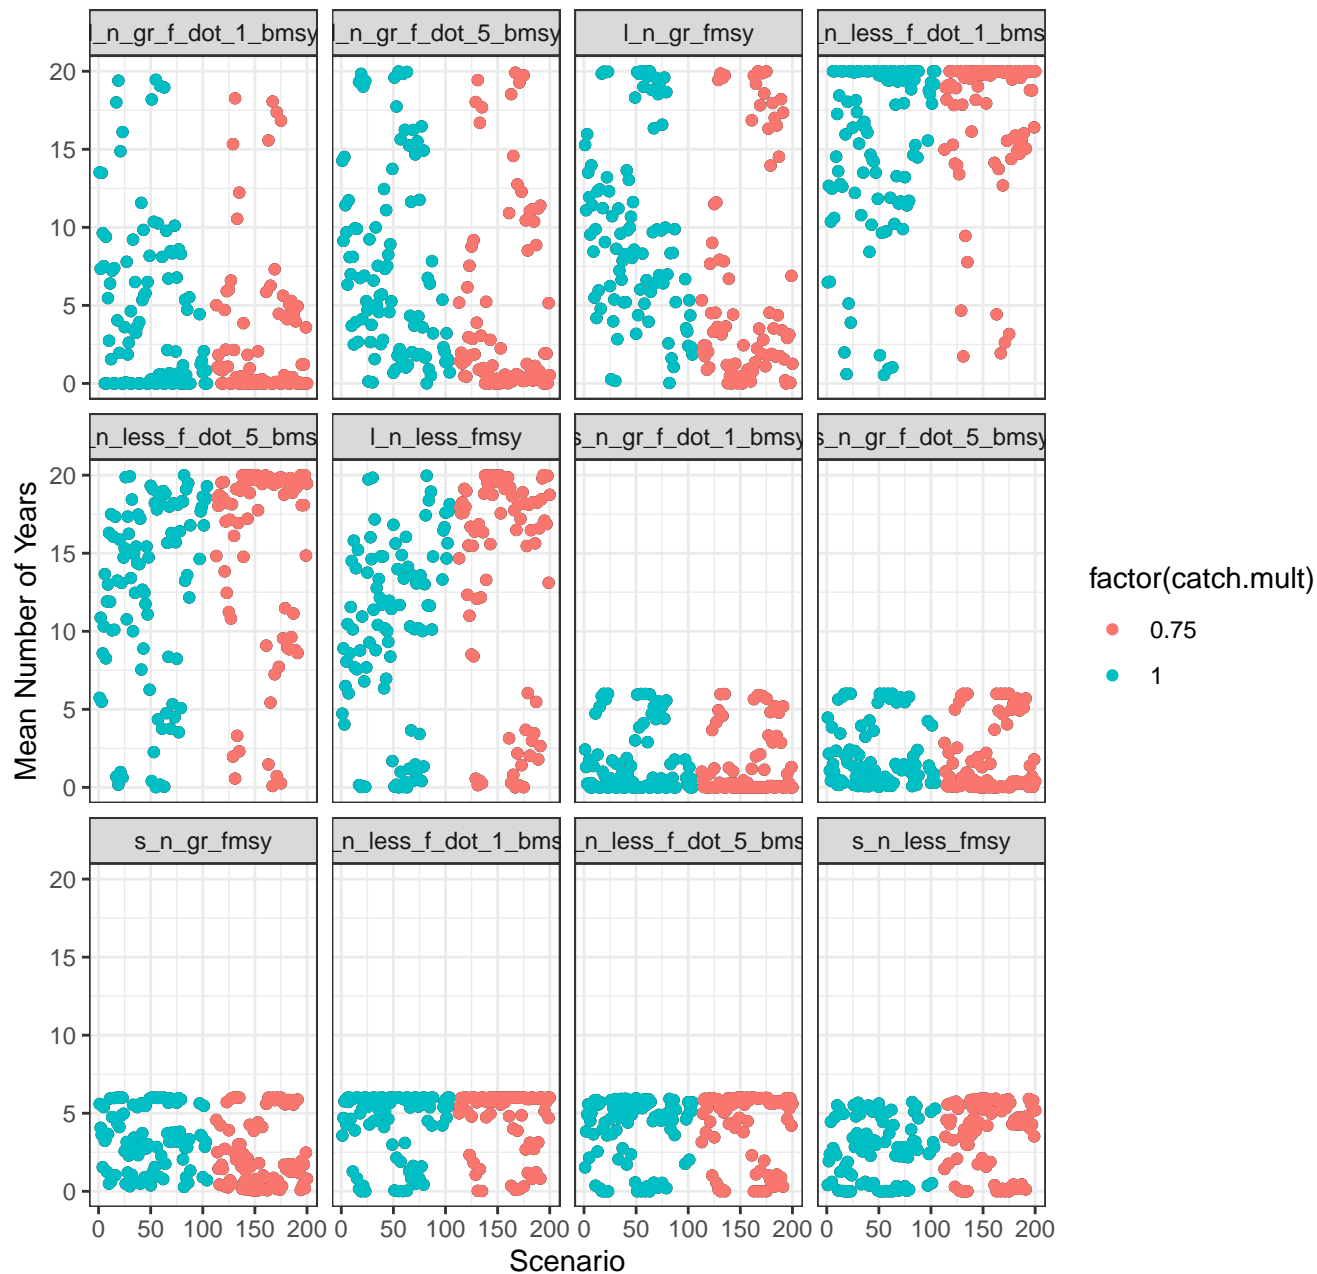 l_n_gr_f_dot_1_bmsy l_n_gr_f_dot_5_bmsy l_n_gr_fmsy _n_less_f_dot_1_bms
20
15
10
5
0
_n_less_f_dot_5_bms l_n_less_fmsy s_n_gr_f_dot_1_bmsy s_n_gr_f_dot_5_bmsy
20
15
10
5
0
s_n_gr_fmsy _n_less_f_dot_1_bms _n_less_f_dot_5_bms s_n_less_fmsy
20
15
10
5
0
0 50 100 150 200 0 50 100 150 200 0 50 100 150 200 0 50 100 150 200
Scenario
Mean Number of Years
factor(catch.mult)
0.75
1